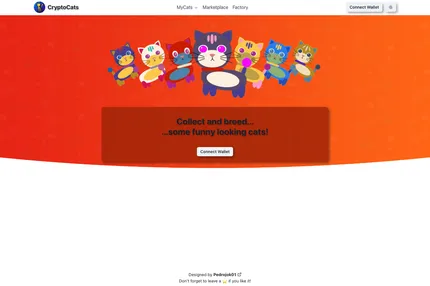 CryptoCats
MyCats
Marketplace
Factory
Connect Wallet
Collect and breed...
...some funny looking cats!
Connect Wallet
Designed by Pedrojok01
Don't forget to leave a ⭐ if you like it!